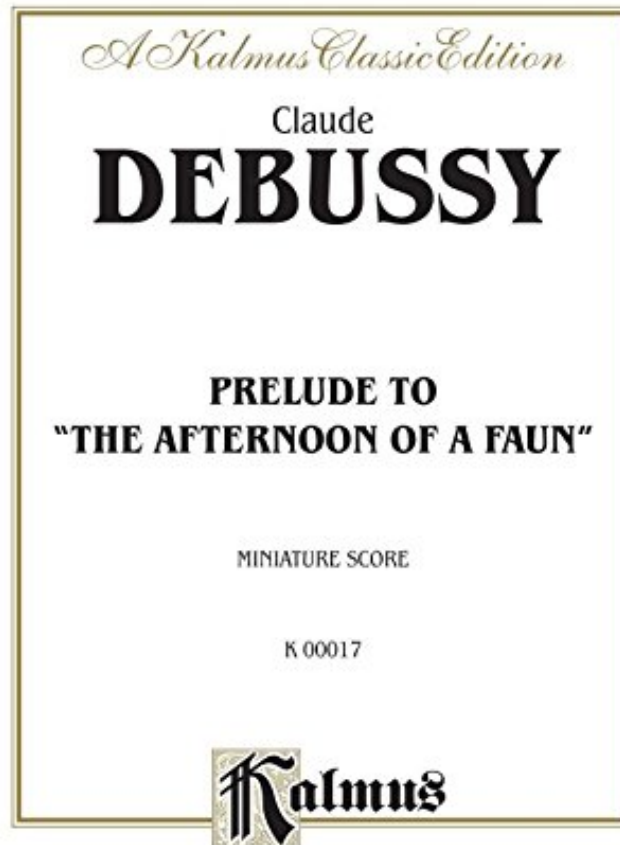 A Kalmus Classic Edition
Claude
DEBUSSY
PRELUDE TO
"THE AFTERNOON OF A FAUN"
MINIATURE SCORE
K 00017
Kalmus